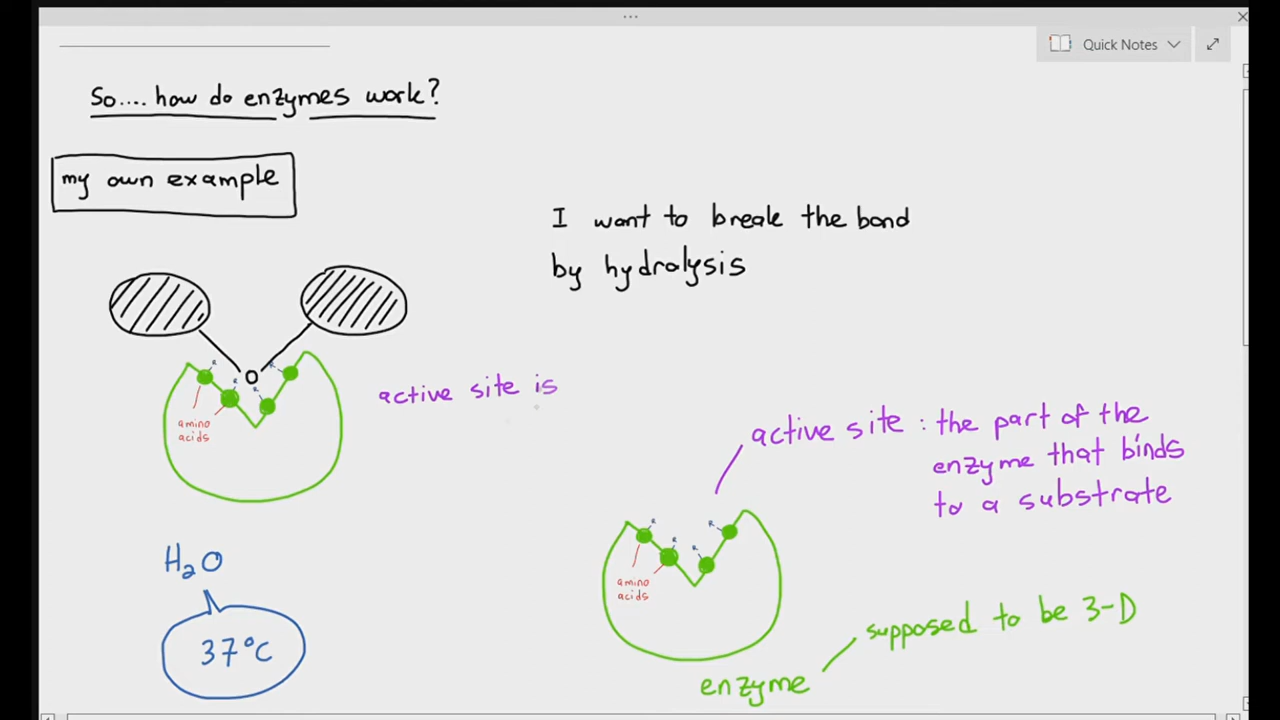 Quick Notes
So.... how do enzymes work?
my own example
I want to break the bond
by hydrolysis
R
R
R
R
O
amino
acids
active site is
active site : the part of the
enzyme that binds
to a substrate
R
R
R
R
amino
acids
H2O
37°C
supposed to be 3-D
enzyme